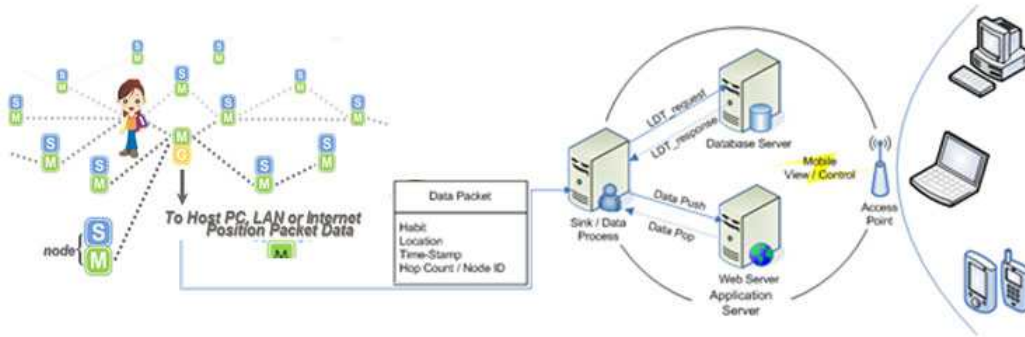 S
M
S
M
S
M
S
M
S
M
S
M
S
M
S
M
S
M
S
M
S
M
M
G
To Host PC, LAN or Internet
Position Packet Data
node
S
M
M
Data Packet
Habit
Location
Time-Stamp
Hop Count / Node ID
Sink / Data
Process
LDT_request
LDT_response
Database Server
Data Push
Data Pop
Web Server
Application
Server
Mobile
View / Control
Access
Point